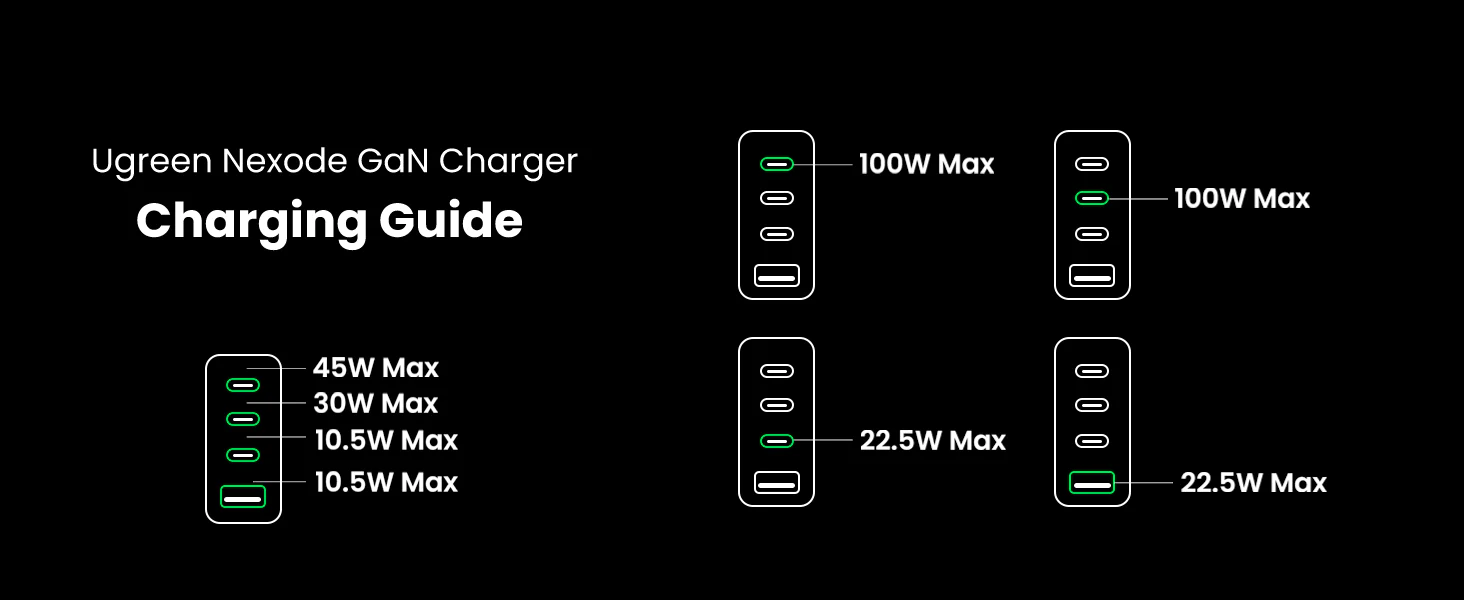 Ugreen Nexode GaN Charger
Charging Guide
45W Max
30W Max
10.5W Max
10.5W Max
100W Max
100W Max
22.5W Max
22.5W Max